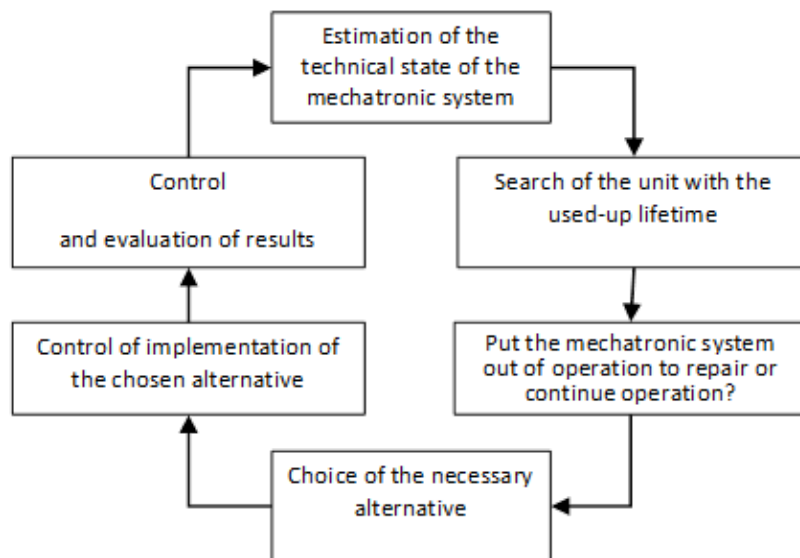 Estimation of the
technical state of the
mechatronic system
Search of the unit with the
used-up lifetime
Put the mechatronic system
out of operation to repair or
continue operation?
Choice of the necessary
alternative
Control of implementation of
the chosen alternative
Control
and evaluation of results